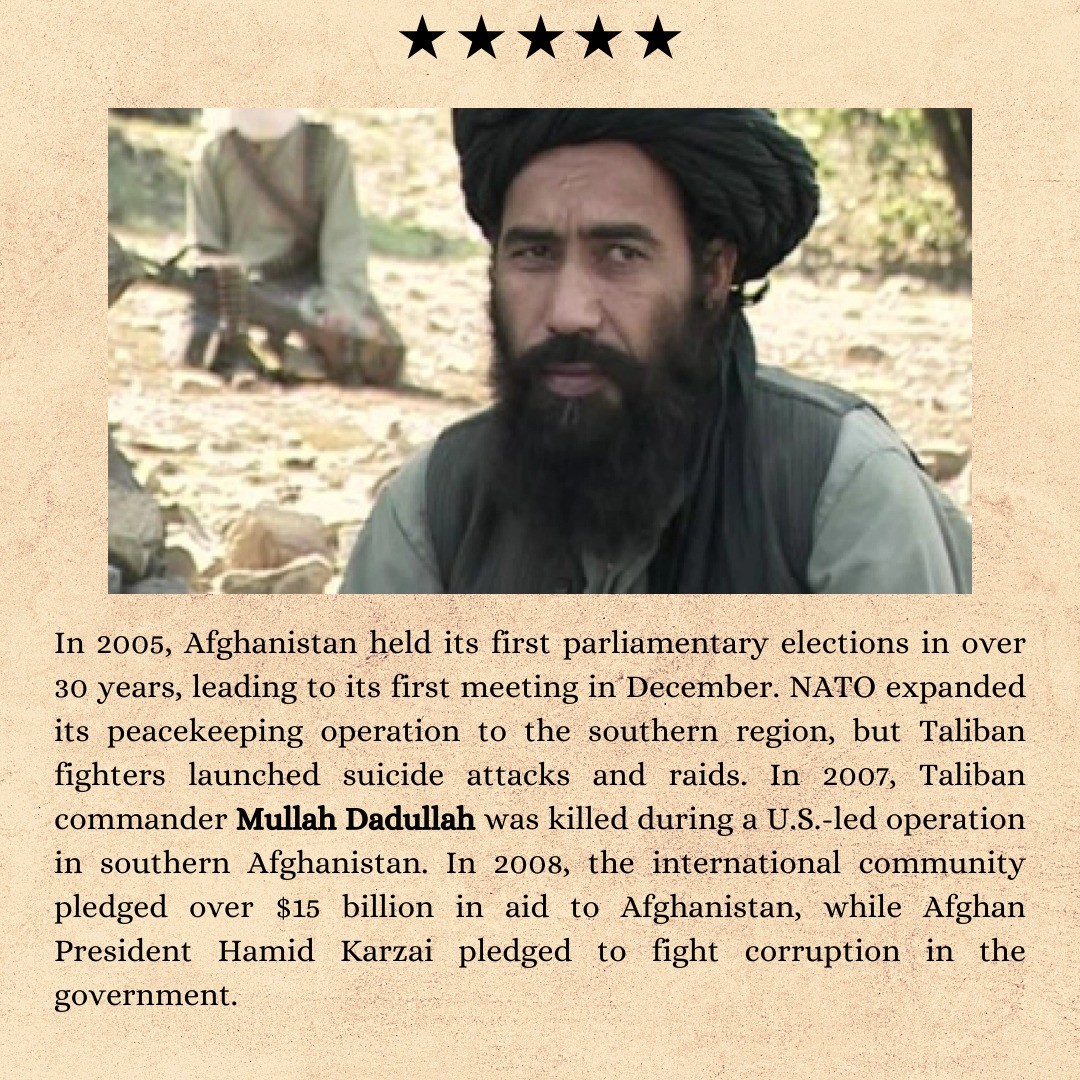 In 2005, Afghanistan held its first parliamentary elections in over
30 years, leading to its first meeting in December. NATO expanded
its peacekeeping operation to the southern region, but Taliban
fighters launched suicide attacks and raids. In 2007, Taliban
commander Mullah Dadullah was killed during a U.S.-led operation
in southern Afghanistan. In 2008, the international community
pledged over $15 billion in aid to Afghanistan, while Afghan
President Hamid Karzai pledged to fight corruption in the
government.